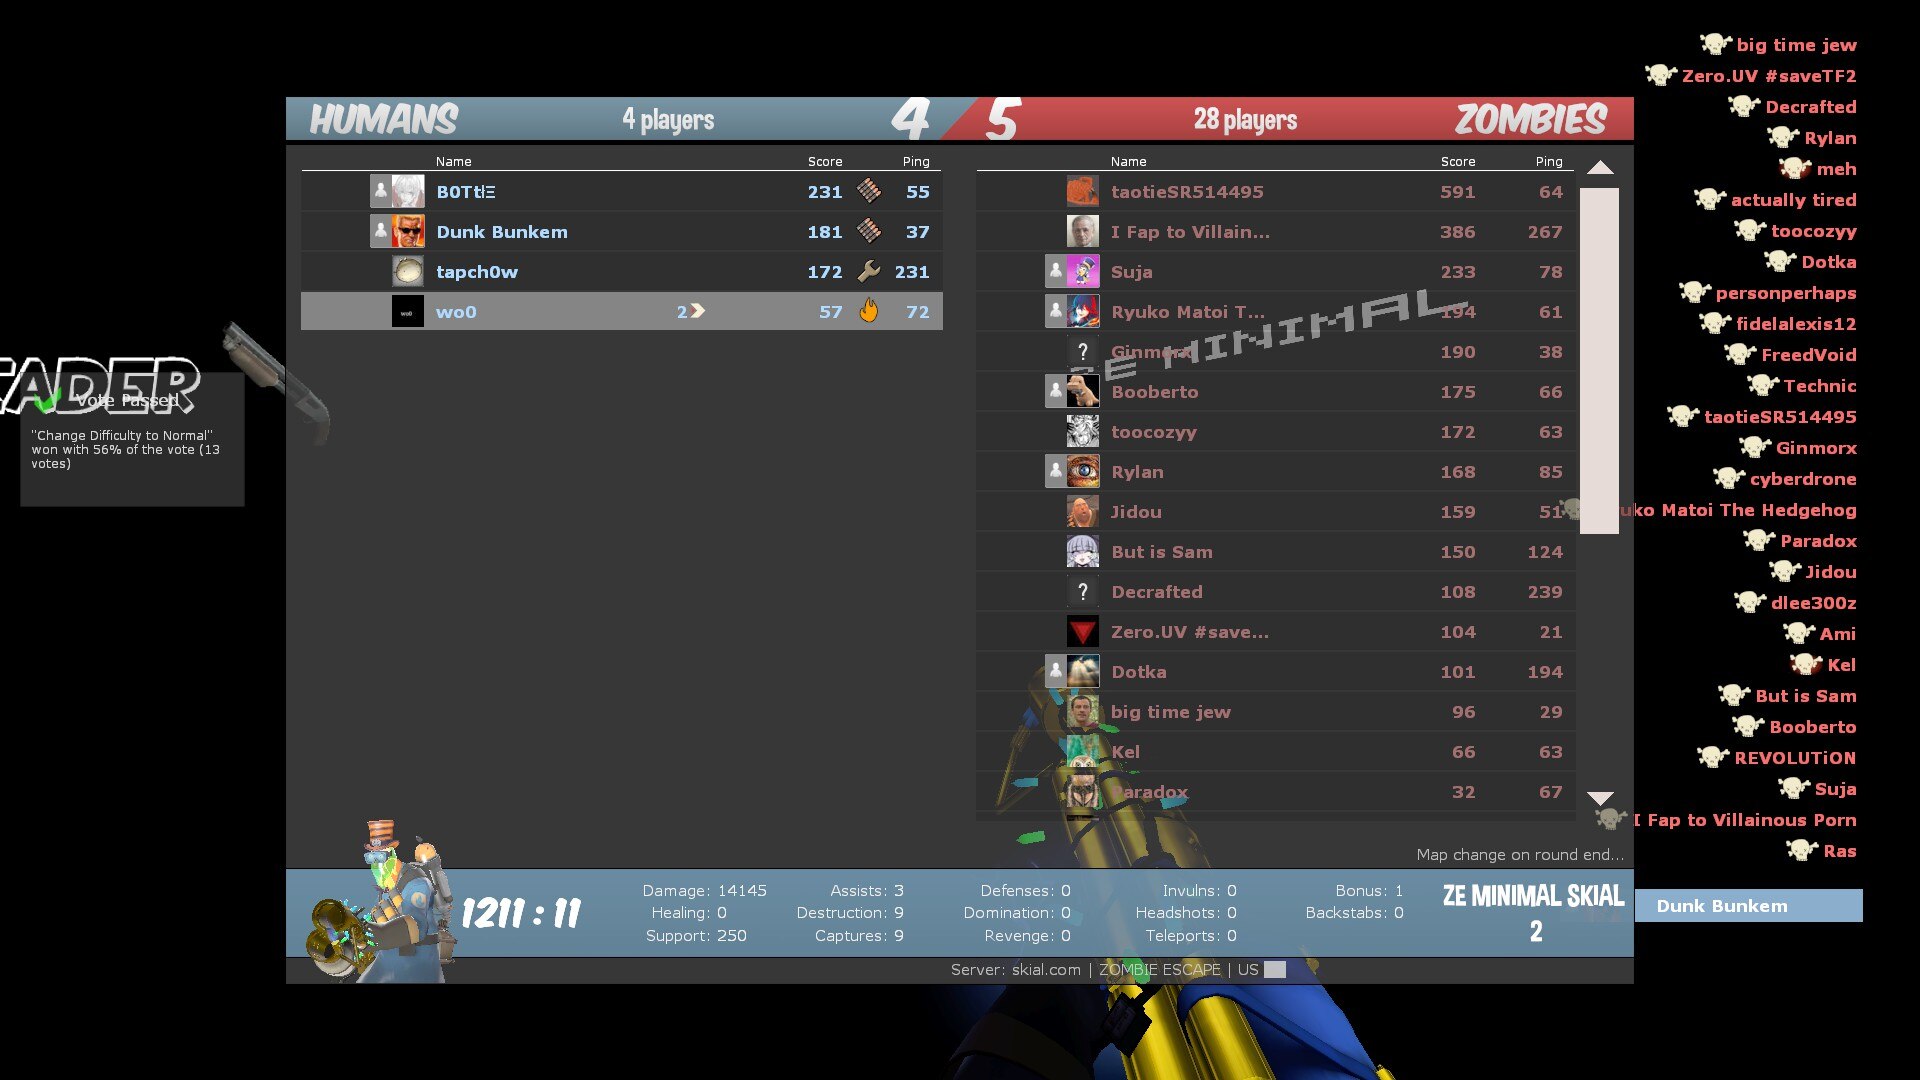 HUMANS 4 players 4 5 28 players ZOMBIES
Name Score Ping
B0Tt
231 55
Dunk Bunkem 181 37
tapch0w 172 231
wo0 2 57 72
Name Score Ping
taotieSR514495 591 64
I Fap to Villain... 386 267
Suja 233 78
Ryuko Matoi T... 194 61
? Ginmorx 190 38
Booberto 175 66
toocozyy 172 63
Rylan 168 85
Jidou 159 51
But is Sam 150 124
? Decrafted 108 239
Zero.UV #save... 104 21
Dotka 101 194
big time jew 96 29
Kel 66 63
Paradox 32 67
MINIMAL
ADER
Vote Passed
"Change Difficulty to Normal"
won with 56% of the vote (13
votes)
big time jew
Zero.UV #saveTF2
Decrafted
Rylan
meh
actually tired
toocozyy
Dotka
personperhaps
fidelalexis12
FreedVoid
Technic
taotieSR514495
Ginmorx
cyberdrone
uko Matoi The Hedgehog
Paradox
Jidou
dlee300z
Ami
Kel
But is Sam
Booberto
REVOLUTiON
Suja
I Fap to Villainous Porn
Ras
Dunk Bunkem
Map change on round end...
1211 : 11
Damage: 14145 Assists: 3 Defenses: 0 Invulns: 0 Bonus: 1
Healing: 0 Destruction: 9 Domination: 0 Headshots: 0 Backstabs: 0
Support: 250 Captures: 9 Revenge: 0 Teleports: 0
ZE MINIMAL SKIAL
2
Server: skial.com | ZOMBIE ESCAPE | US